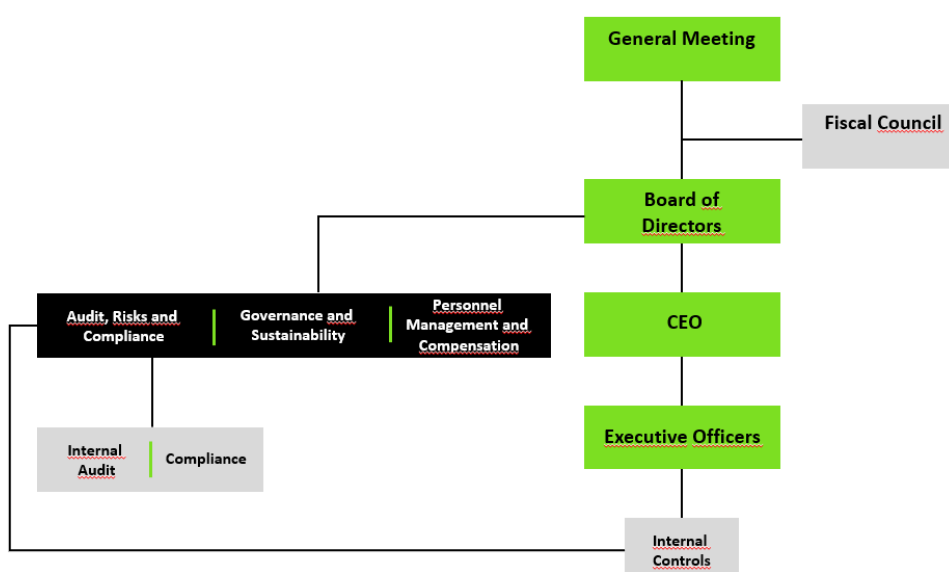 General Meeting
Fiscal Council
Board of
Directors
Audit, Risks and
Compliance
Governance and
Sustainability
Personnel
Management and
Compensation
CEO
Executive Officers
Internal
Audit
Compliance
Internal
Controls